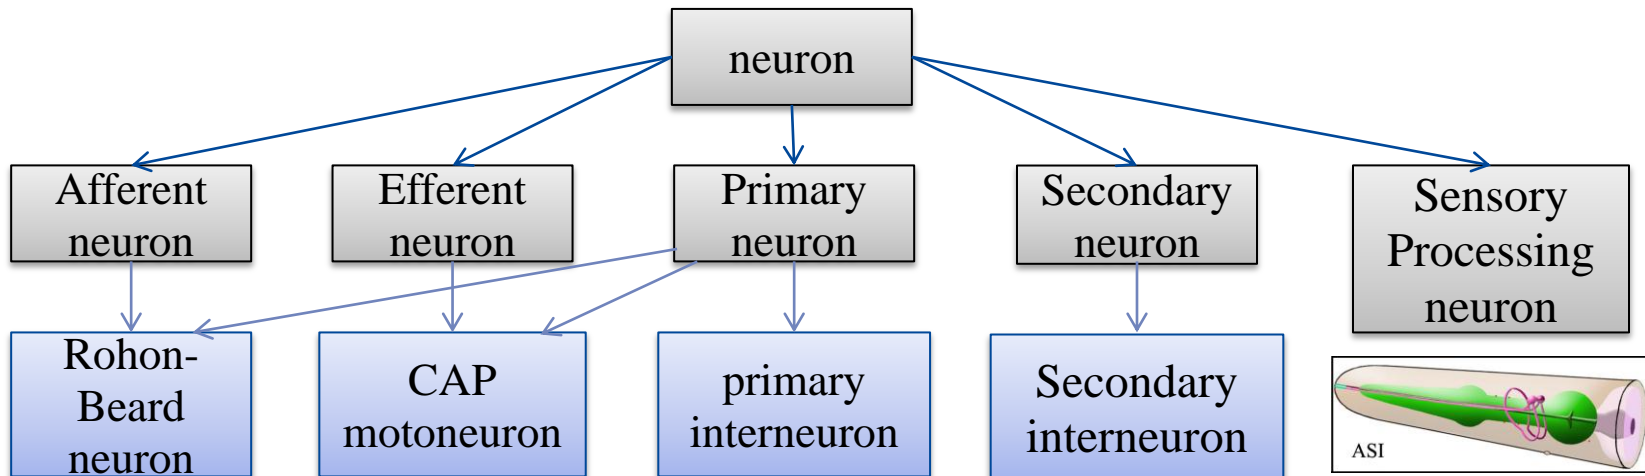 neuron
Afferent
neuron
Efferent
neuron
Primary
neuron
Secondary
neuron
Sensory
Processing
neuron
Rohon-
Beard
neuron
CAP
motoneuron
primary
interneuron
Secondary
interneuron
ASI